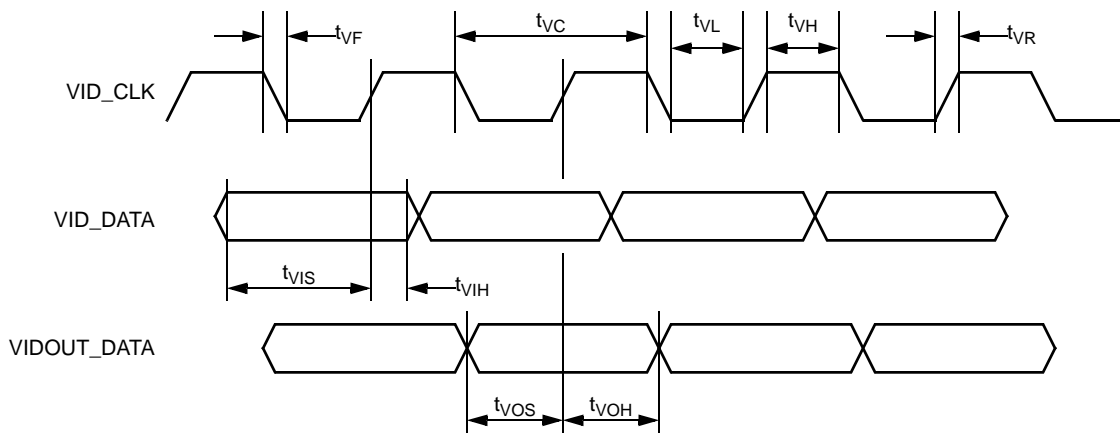 tVF
tVC
tVL
tVH
tVR
VID_CLK
VID_DATA
tVIS
tVIH
VIDOUT_DATA
tVOS
tVOH